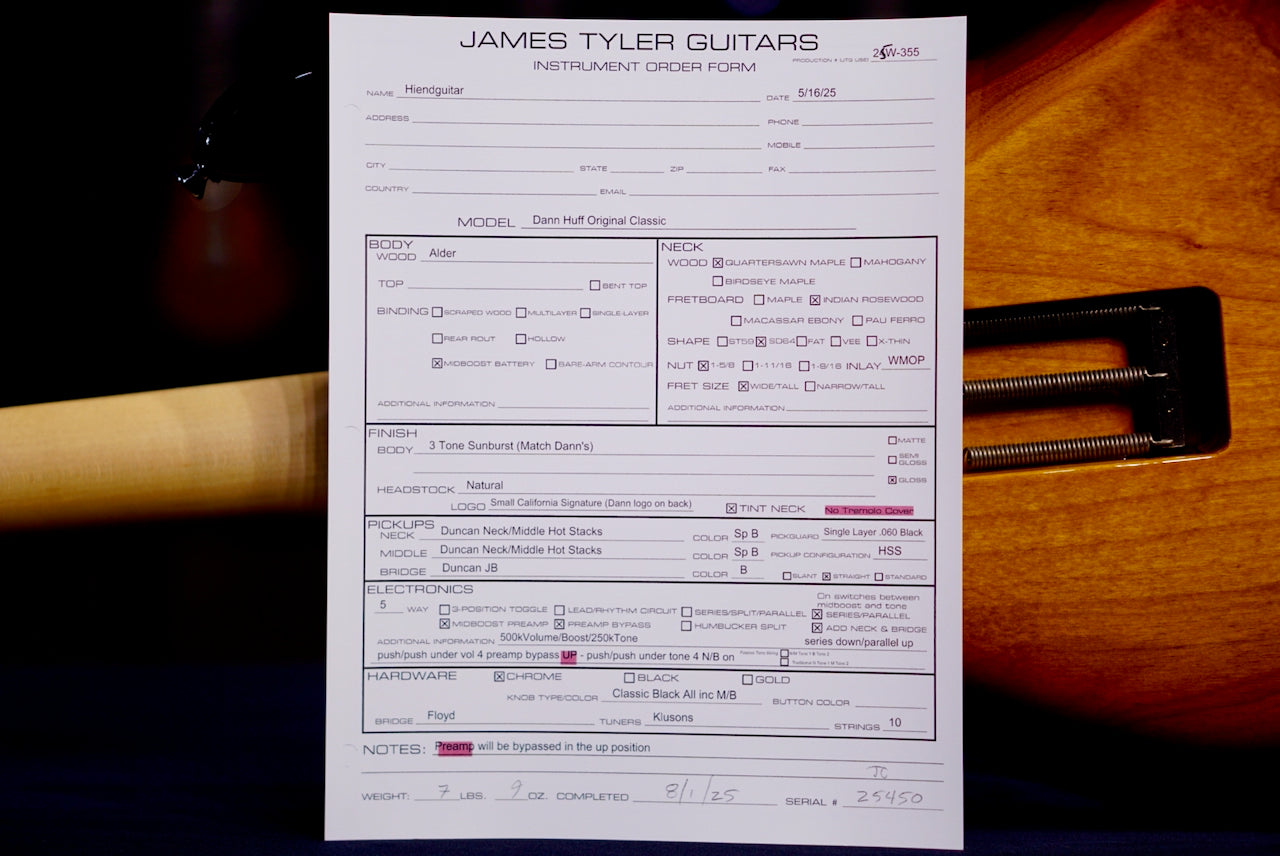 JAMES TYLER GUITARS
INSTRUMENT ORDER FORM
PRODUCTION # (JTG USE) 25W-355
NAME Hiendguitar DATE 5/16/25
ADDRESS PHONE
MOBILE
CITY STATE ZIP FAX
COUNTRY EMAIL
MODEL Dann Huff Original Classic
BODY
WOOD Alder
TOP BENT TOP
BINDING SCRAPED WOOD MULTILAYER SINGLE-LAYER
REAR ROUT HOLLOW
MIDBOOST BATTERY BARE-ARM CONTOUR
ADDITIONAL INFORMATION
NECK
WOOD QUARTERSAWN MAPLE MAHOGANY
BIRDSEYE MAPLE
FRETBOARD MAPLE INDIAN ROSEWOOD
MACASSAR EBONY PAU FERRO
SHAPE ST59 SD64 FAT VEE X-THIN
NUT 1-5/8 1-11/16 1-9/16 INLAY WMOP
FRET SIZE WIDE/TALL NARROW/TALL
ADDITIONAL INFORMATION
FINISH
BODY 3 Tone Sunburst (Match Dann's) MATTE
SEMI GLOSS
GLOSS
HEADSTOCK Natural
LOGO Small California Signature (Dann logo on back) TINT NECK No Tremolo Cover
PICKUPS
NECK Duncan Neck/Middle Hot Stacks COLOR Sp B PICKGUARD Single Layer .060 Black
MIDDLE Duncan Neck/Middle Hot Stacks COLOR Sp B PICKUP CONFIGURATION HSS
BRIDGE Duncan JB COLOR B SLANT STRAIGHT STANDARD
ELECTRONICS
On switches between
midboost and tone
5 WAY 3-POSITION TOGGLE LEAD/RHYTHM CIRCUIT SERIES/SPLIT/PARALLEL SERIES/PARALLEL
MIDBOOST PREAMP PREAMP BYPASS HUMBUCKER SPLIT ADD NECK & BRIDGE
ADDITIONAL INFORMATION 500kVolume/Boost/250kTone series down/parallel up
push/push under vol 4 preamp bypass UP - push/push under tone 4 N/B on
HARDWARE CHROME BLACK GOLD
KNOB TYPE/COLOR Classic Black All inc M/B BUTTON COLOR
BRIDGE Floyd TUNERS Klusons STRINGS 10
NOTES: Preamp will be bypassed in the up position
JC
WEIGHT: 7 LBS. 9 OZ. COMPLETED 8/1/25 SERIAL # 25450